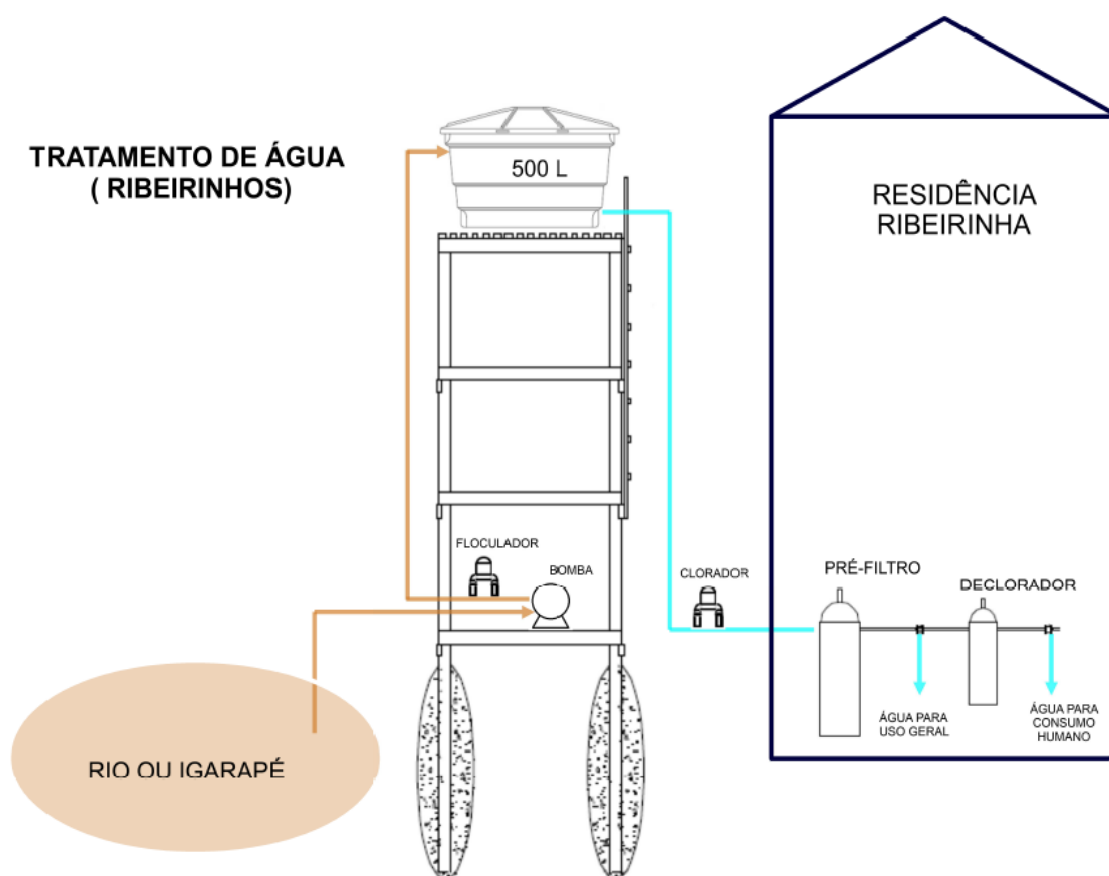 TRATAMENTO DE ÁGUA
( RIBEIRINHOS)
500 L
RESIDÊNCIA
RIBEIRINHA
FLOCULADOR
BOMBA
CLORADOR
PRÉ-FILTRO
DECLORADOR
ÁGUA PARA
USO GERAL
ÁGUA PARA
CONSUMO
HUMANO
RIO OU IGARAPÉ